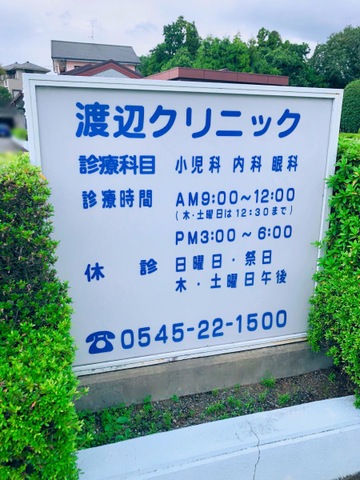 渡辺クリニック
診療科目 小児科 内科 眼科
診療時間 AM9:00～12:00
(木・土曜日は12:30まで)
PM3:00～6:00
休診 日曜日・祭日
木・土曜日午後
☎0545-22-1500